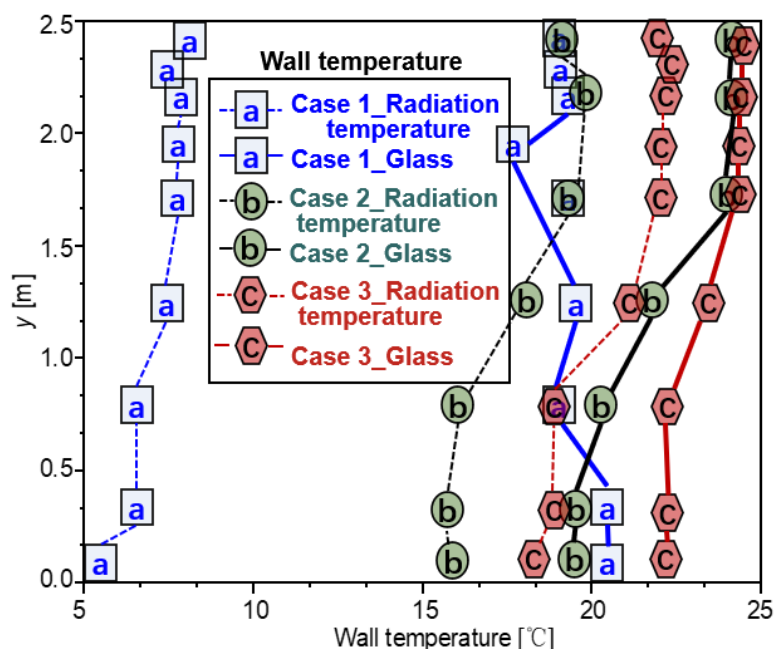 2.5
2.0
1.5
1.0
0.5
0.0
y [m]
Wall temperature
a Case 1_Radiation
temperature
a Case 1_Glass
b Case 2_Radiation
temperature
b Case 2_Glass
c Case 3_Radiation
temperature
c Case 3_Glass
a a b b c
a c b c
a a b c b c
a a c c
a a b c b c
a b a c b c
a b c a b c
a b c b a c
a b c b a c
5 10 15 20 25
Wall temperature [℃]